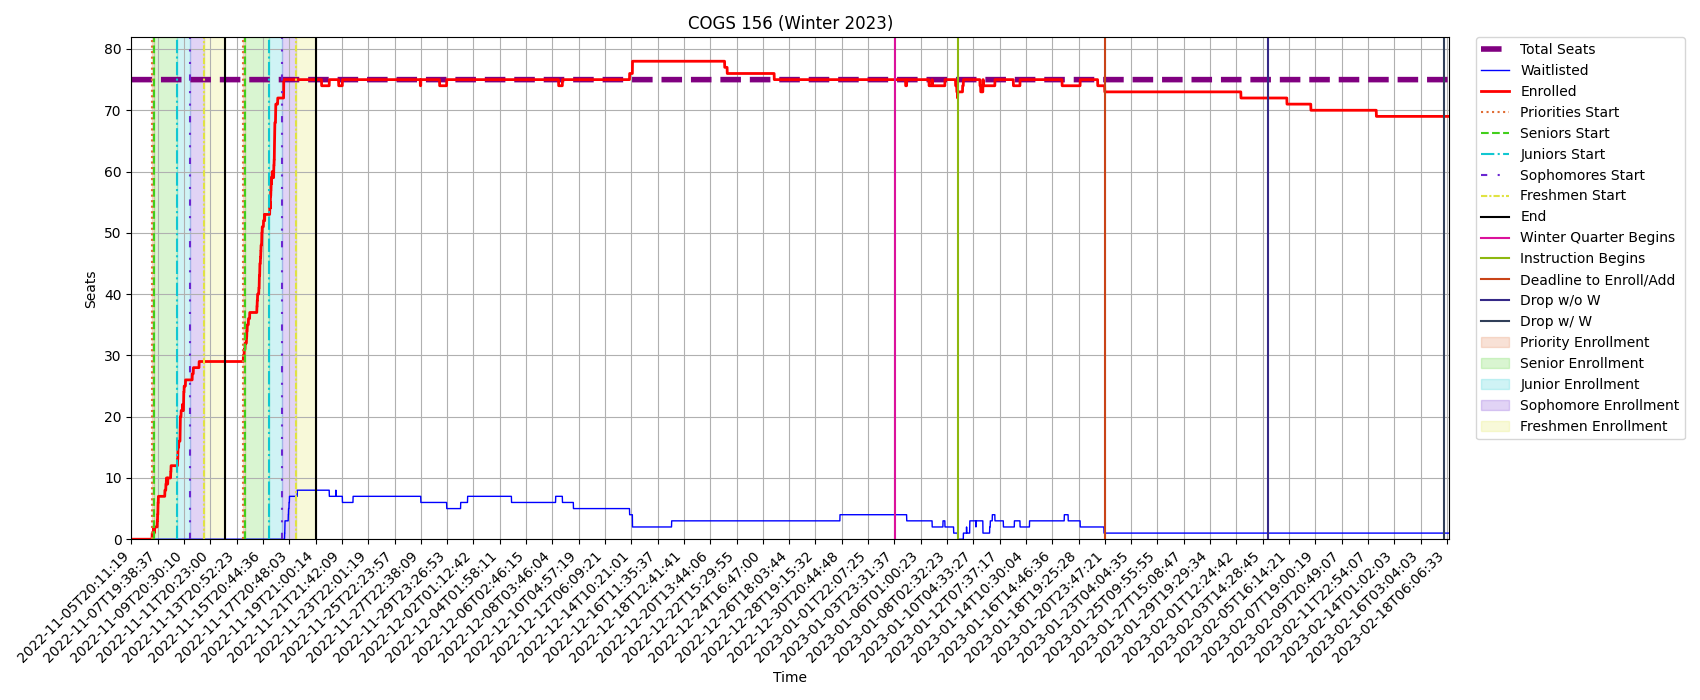 COGS 156 (Winter 2023)
Seats
80
70
60
50
40
30
20
10
0
2022-11-05T20:11:19
2022-11-07T19:38:37
2022-11-09T20:30:10
2022-11-11T20:23:00
2022-11-13T20:52:23
2022-11-15T20:44:36
2022-11-17T20:48:03
2022-11-19T21:00:14
2022-11-21T21:42:09
2022-11-23T22:01:19
2022-11-25T22:23:57
2022-11-27T22:38:09
2022-11-29T23:26:53
2022-12-02T01:12:42
2022-12-04T01:58:11
2022-12-06T02:46:15
2022-12-08T03:46:04
2022-12-10T04:57:19
2022-12-12T06:09:21
2022-12-14T10:21:01
2022-12-16T11:35:37
2022-12-18T12:41:41
2022-12-20T13:44:06
2022-12-22T15:29:55
2022-12-24T16:47:00
2022-12-26T18:03:44
2022-12-28T19:15:32
2022-12-30T20:44:48
2023-01-01T22:07:25
2023-01-03T23:31:37
2023-01-06T01:00:23
2023-01-08T02:32:23
2023-01-10T04:33:27
2023-01-12T07:37:17
2023-01-14T11:30:04
2023-01-16T14:46:36
2023-01-18T19:25:28
2023-01-20T23:47:21
2023-01-23T04:04:35
2023-01-25T09:55:55
2023-01-27T15:08:47
2023-01-29T19:29:34
2023-02-01T12:24:42
2023-02-03T14:28:45
2023-02-05T16:14:21
2023-02-07T19:00:19
2023-02-09T20:49:07
2023-02-11T22:54:07
2023-02-14T01:02:03
2023-02-16T03:04:03
2023-02-18T06:06:33
Time
Total Seats
Waitlisted
Enrolled
Priorities Start
Seniors Start
Juniors Start
Sophomores Start
Freshmen Start
End
Winter Quarter Begins
Instruction Begins
Deadline to Enroll/Add
Drop w/o W
Drop w/ W
Priority Enrollment
Senior Enrollment
Junior Enrollment
Sophomore Enrollment
Freshmen Enrollment